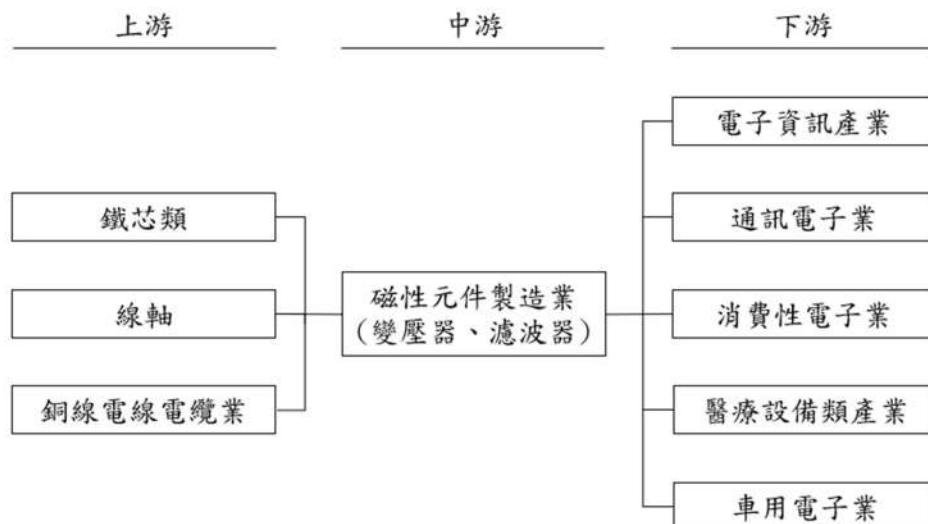 上游
中游
下游
鐵芯類
線軸
銅線電線電纜業
磁性元件製造業
(變壓器、濾波器)
電子資訊產業
通訊電子業
消費性電子業
醫療設備類產業
車用電子業